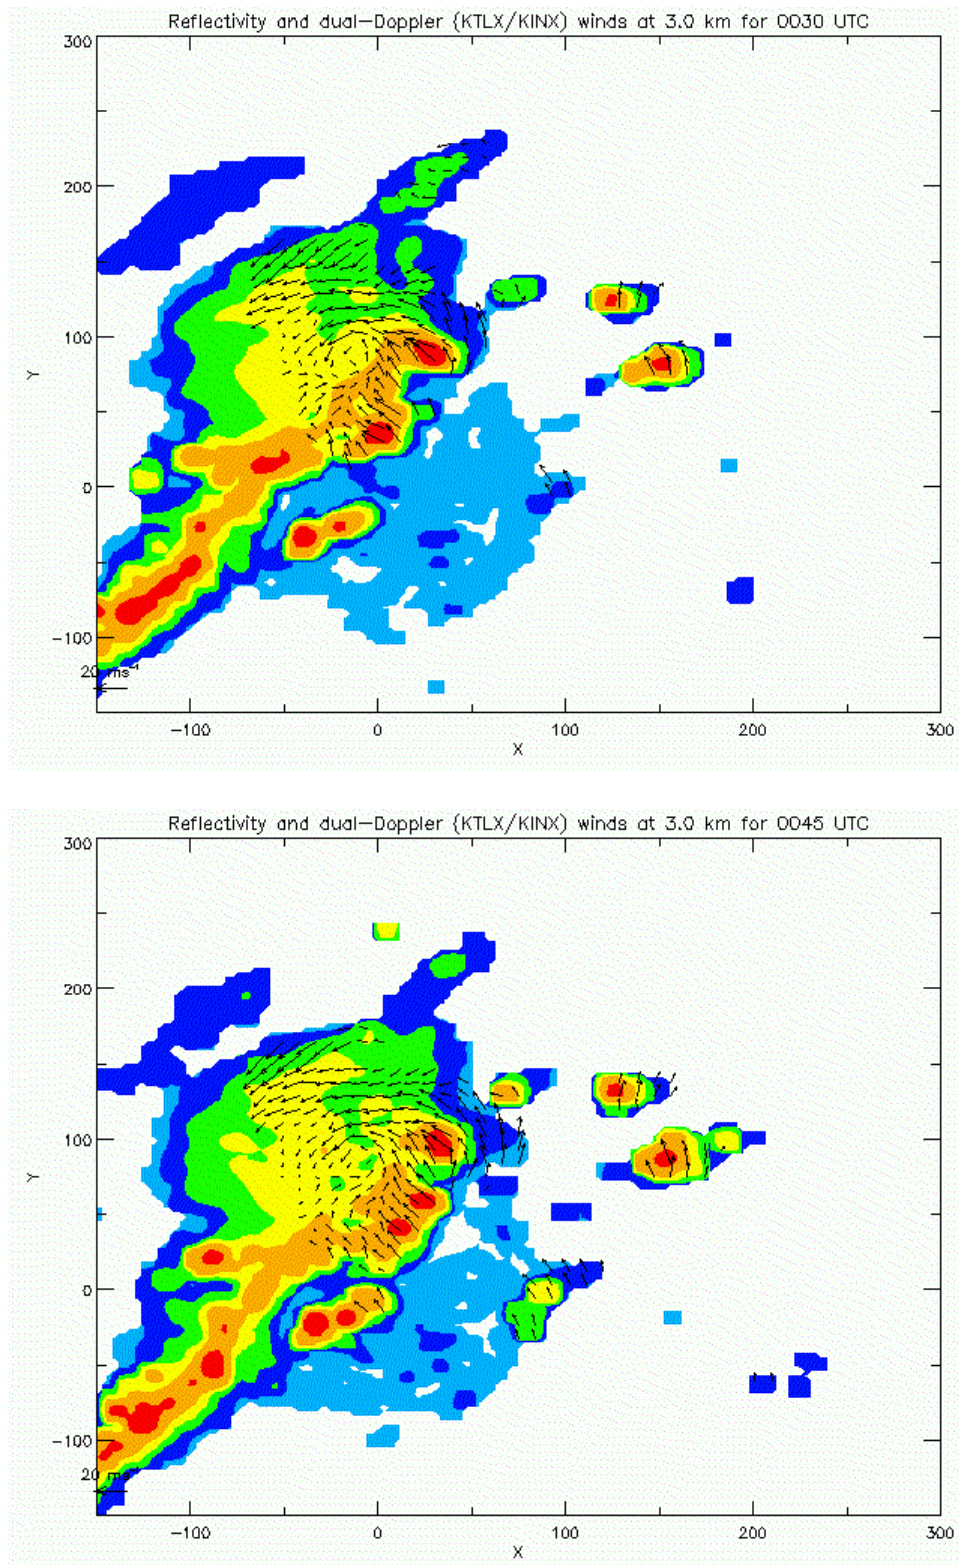 Reflectivity and dual-Doppler (KTLX/KINX) winds at 3.0 km for 0030 UTC
300
200
100
Y
0
-100
20 ms-1
-100 0 100 200 300
X
Reflectivity and dual-Doppler (KTLX/KINX) winds at 3.0 km for 0045 UTC
300
200
100
Y
0
-100
20 ms
-100 0 100 200 300
X